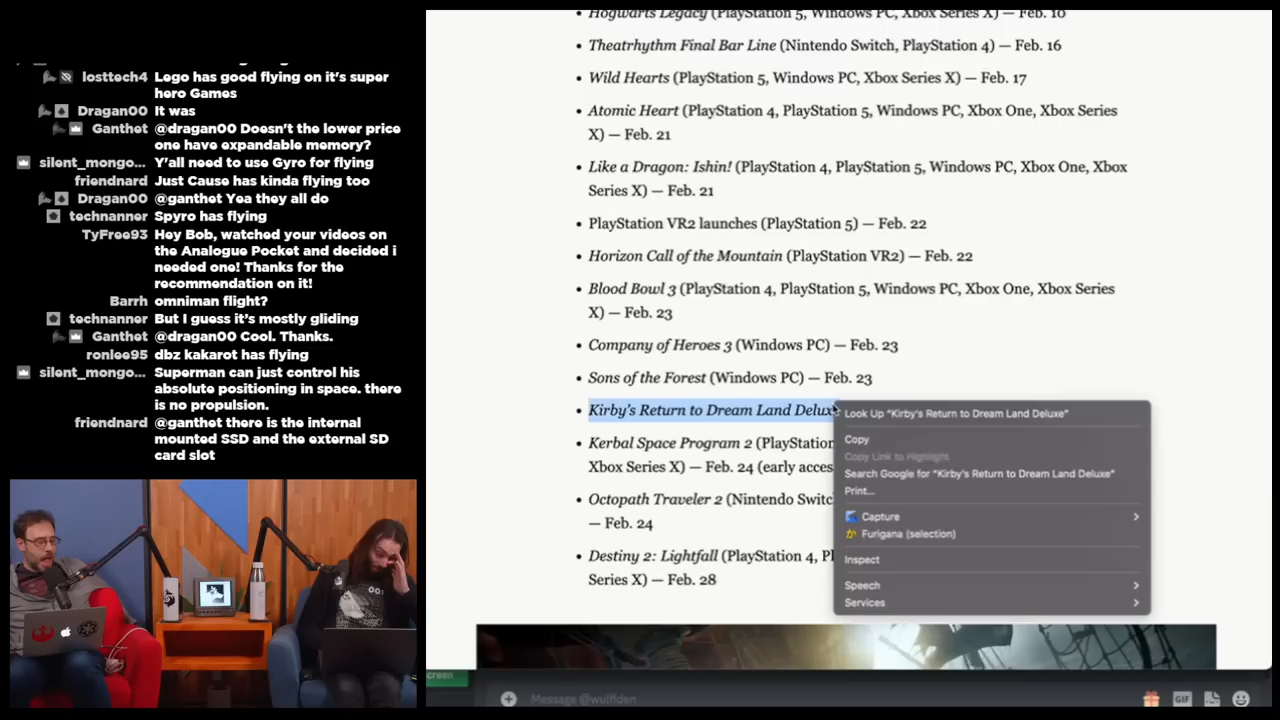 losttech4 Lego has good flying on it's super
hero Games
Dragan00 It was
Ganthet @dragan00 Doesn't the lower price
one have expandable memory?
silent_mongo... Y'all need to use Gyro for flying
friendnard Just Cause has kinda flying too
Dragan00 @ganthet Yea they all do
technanner Spyro has flying
TyFree93 Hey Bob, watched your videos on
the Analogue Pocket and decided i
needed one! Thanks for the
recommendation on it!
Barrh omniman flight?
technanner But I guess it's mostly gliding
Ganthet @dragan00 Cool. Thanks.
ronlee95 dbz kakarot has flying
silent_mongo... Superman can just control his
absolute positioning in space. there
is no propulsion.
friendnard @ganthet there is the internal
mounted SSD and the external SD
card slot
Hogwarts Legacy (PlayStation 5, Windows PC, Xbox Series X) — Feb. 10
• Theatrhythm Final Bar Line (Nintendo Switch, PlayStation 4) — Feb. 16
• Wild Hearts (PlayStation 5, Windows PC, Xbox Series X) — Feb. 17
• Atomic Heart (PlayStation 4, PlayStation 5, Windows PC, Xbox One, Xbox Series
X) — Feb. 21
• Like a Dragon: Ishin! (PlayStation 4, PlayStation 5, Windows PC, Xbox One, Xbox
Series X) — Feb. 21
• PlayStation VR2 launches (PlayStation 5) — Feb. 22
• Horizon Call of the Mountain (PlayStation VR2) — Feb. 22
• Blood Bowl 3 (PlayStation 4, PlayStation 5, Windows PC, Xbox One, Xbox Series
X) — Feb. 23
• Company of Heroes 3 (Windows PC) — Feb. 23
• Sons of the Forest (Windows PC) — Feb. 23
• Kirby's Return to Dream Land Delux
• Kerbal Space Program 2 (PlayStation
Xbox Series X) — Feb. 24 (early acces
• Octopath Traveler 2 (Nintendo Switc
— Feb. 24
• Destiny 2: Lightfall (PlayStation 4, Pl
Series X) — Feb. 28
Look Up "Kirby's Return to Dream Land Deluxe"
Copy
Copy Link to Highlight
Search Google for "Kirby's Return to Dream Land Deluxe"
Print...
Capture
Furigana (selection)
Inspect
Speech
Services
creen
Message @wulffden
GIF